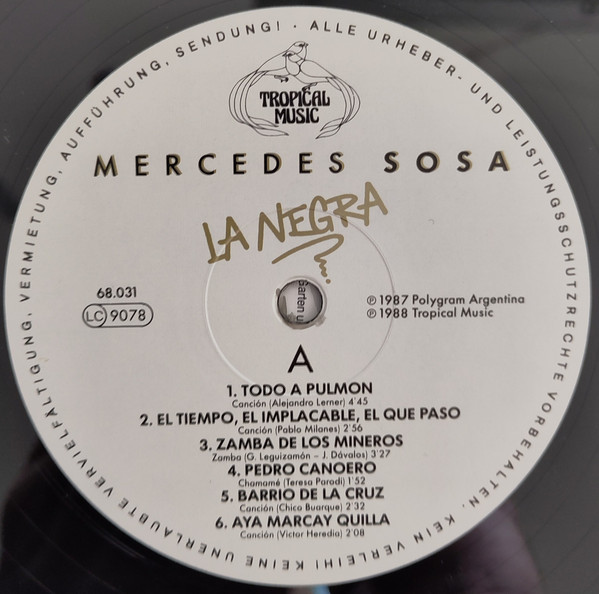 TROPICAL
MUSIC
MERCEDES SOSA
LA NEGRA
68.031
LC 9078
℗ 1987 Polygram Argentina
℗ 1988 Tropical Music
Garten u
A
1. TODO A PULMON
Canción (Alejandro Lerner) 4'45
2. EL TIEMPO, EL IMPLACABLE, EL QUE PASO
Canción (Pablo Milanes) 2'56
3. ZAMBA DE LOS MINEROS
Zamba (G. Leguizamón – J. Dávalos) 3'27
4. PEDRO CANOERO
Chamamé (Teresa Parodi) 1'52
5. BARRIO DE LA CRUZ
Canción (Chico Buarque) 2'32
6. AYA MARCAY QUILLA
Canción (Víctor Heredia) 2'08
ALLE URHEBER- UND LEISTUNGSSCHUTZRECHTE VORBEHALTEN. KEIN VERLEIH! KEINE UNERLAUBTE VERVIELFÄLTIGUNG, VERMIETUNG, AUFFÜHRUNG, SENDUNG! ·